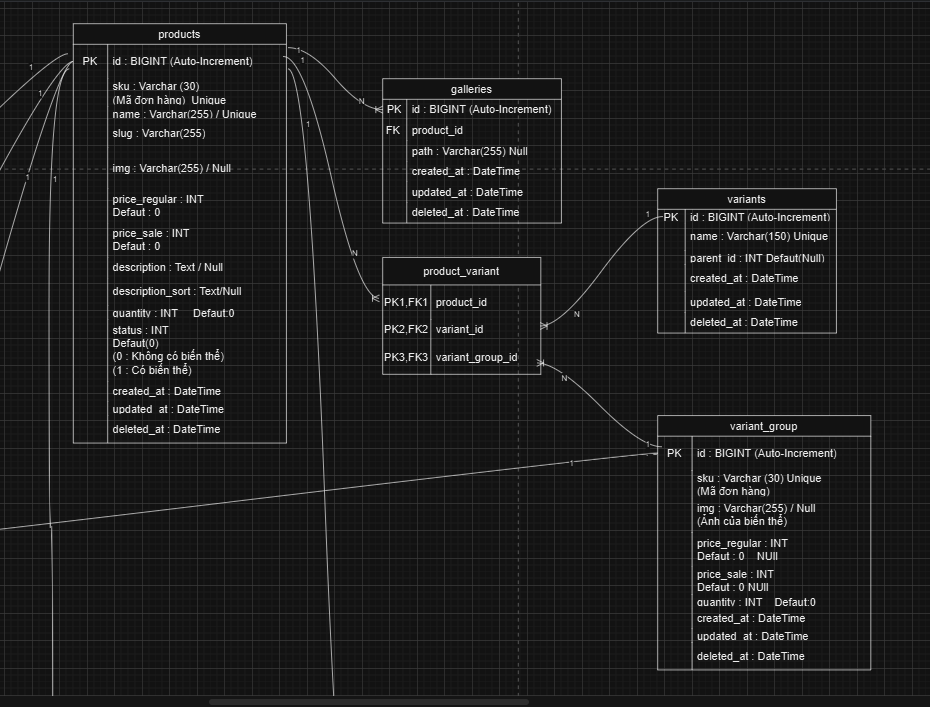 products
PK
id : BIGINT (Auto-Increment)
sku : Varchar (30)
(Mã đơn hàng) Unique
name : Varchar(255) / Unique
slug : Varchar(255)
img : Varchar(255) / Null
price_regular : INT
Defaut : 0
price_sale : INT
Defaut : 0
description : Text / Null
description_sort : Text/Null
quantity : INT Defaut:0
status : INT
Defaut(0)
(0 : Không có biến thể)
(1 : Có biến thể)
created_at : DateTime
updated_at : DateTime
deleted_at : DateTime
1
1
1
1
1
1
1
N
N
galleries
PK id : BIGINT (Auto-Increment)
FK product_id
path : Varchar(255) Null
created_at : DateTime
updated_at : DateTime
deleted_at : DateTime
product_variant
PK1,FK1 product_id
PK2,FK2 variant_id
PK3,FK3 variant_group_id
1
N
N
1
1
variants
PK id : BIGINT (Auto-Increment)
name : Varchar(150) Unique
parent_id : INT Defaut(Null)
created_at : DateTime
updated_at : DateTime
deleted_at : DateTime
variant_group
PK id : BIGINT (Auto-Increment)
sku : Varchar (30) Unique
(Mã đơn hàng)
img : Varchar(255) / Null
(Ảnh của biến thể)
price_regular : INT
Defaut : 0 NUll
price_sale : INT
Defaut : 0 NUll
quantity : INT Defaut:0
created_at : DateTime
updated_at : DateTime
deleted_at : DateTime